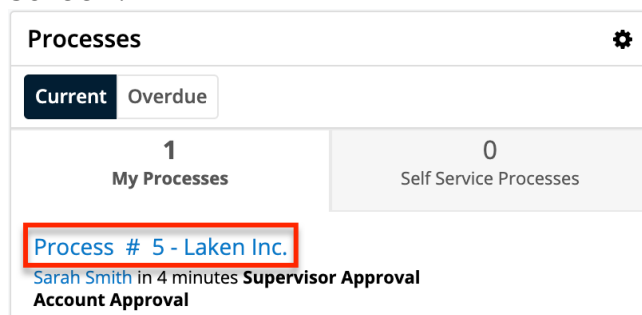 Processes
Current Overdue
1
My Processes
0
Self Service Processes
Process # 5 - Laken Inc.
Sarah Smith in 4 minutes Supervisor Approval
Account Approval